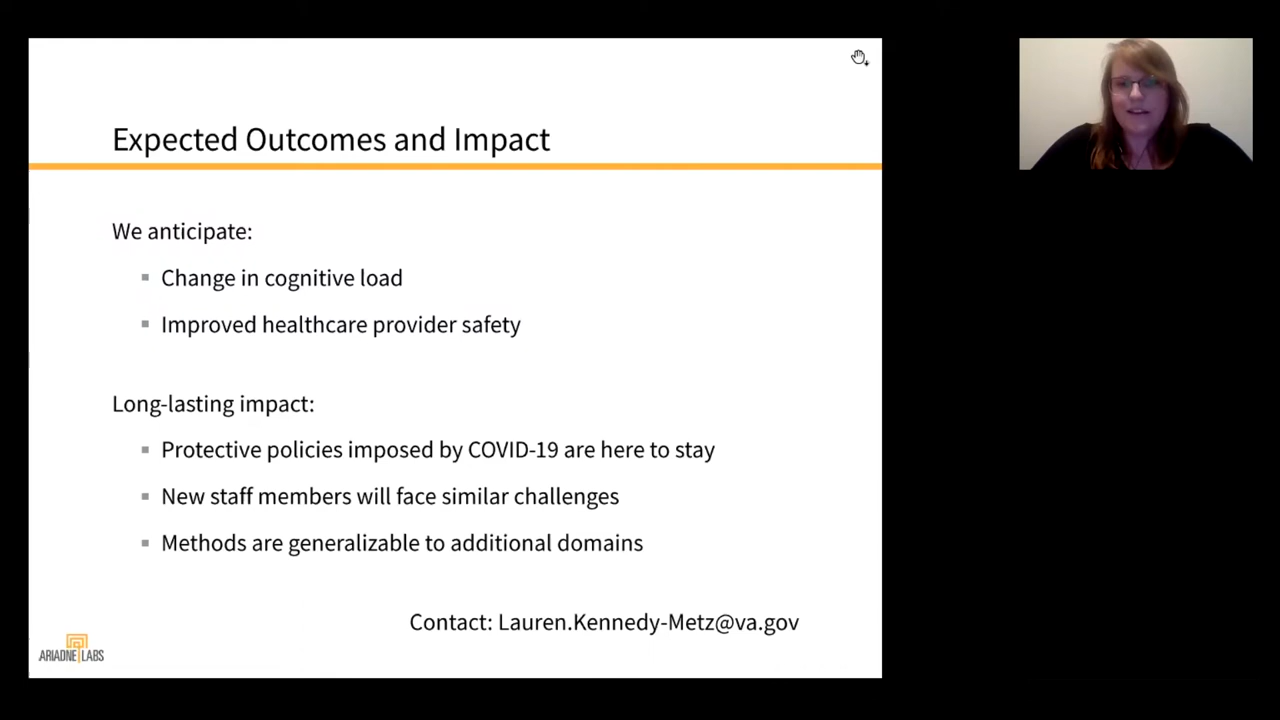 Expected Outcomes and Impact
We anticipate:
Change in cognitive load
Improved healthcare provider safety
Long-lasting impact:
Protective policies imposed by COVID-19 are here to stay
New staff members will face similar challenges
Methods are generalizable to additional domains
Contact: Lauren.Kennedy-Metz@va.gov
ARIADNE LABS